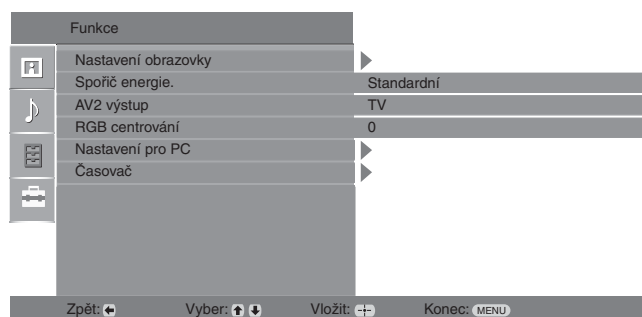 Funkce
Nastavení obrazovky
Spořič energie. Standardní
AV2 výstup TV
RGB centrování 0
Nastavení pro PC
Časovač
Zpět: Vyber: Vložit: Konec: MENU